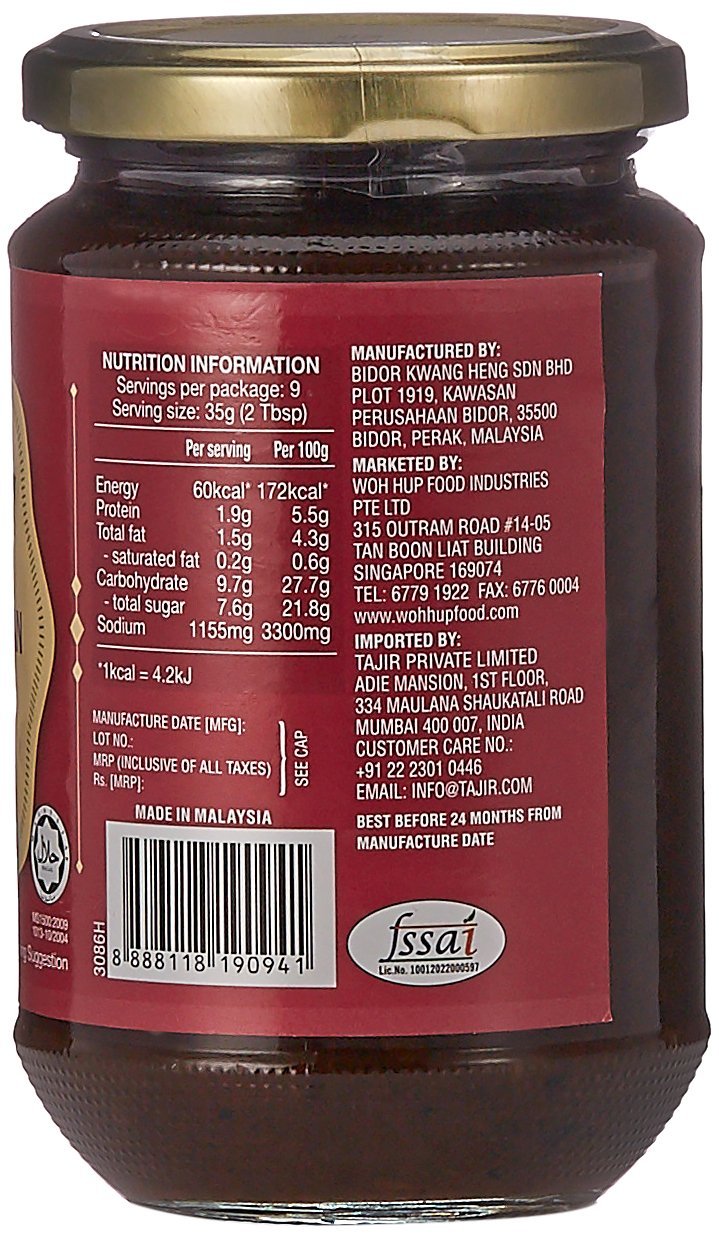 NUTRITION INFORMATION
Servings per package: 9
Serving size: 35g (2 Tbsp)
Per serving Per 100g
Energy 60kcal* 172kcal*
Protein 1.9g 5.5g
Total fat 1.5g 4.3g
- saturated fat 0.2g 0.6g
Carbohydrate 9.7g 27.7g
- total sugar 7.6g 21.8g
Sodium 1155mg 3300mg
*1kcal = 4.2kJ
MANUFACTURE DATE [MFG]:
LOT NO.:
MRP (INCLUSIVE OF ALL TAXES)
Rs. [MRP]:
SEE CAP
MADE IN MALAYSIA
3086H
8 888118 190941
MANUFACTURED BY:
BIDOR KWANG HENG SDN BHD
PLOT 1919, KAWASAN
PERUSAHAAN BIDOR, 35500
BIDOR, PERAK, MALAYSIA
MARKETED BY:
WOH HUP FOOD INDUSTRIES
PTE LTD
315 OUTRAM ROAD #14-05
TAN BOON LIAT BUILDING
SINGAPORE 169074
TEL: 6779 1922 FAX: 6776 0004
www.wohhupfood.com
IMPORTED BY:
TAJIR PRIVATE LIMITED
ADIE MANSION, 1ST FLOOR,
334 MAULANA SHAUKATALI ROAD
MUMBAI 400 007, INDIA
CUSTOMER CARE NO.:
+91 22 2301 0446
EMAIL: INFO@TAJIR.COM
BEST BEFORE 24 MONTHS FROM
MANUFACTURE DATE
fssai
Lic.No. 10012022000597
حلال
MS1500:2009
1073-10/2004
Suggestion